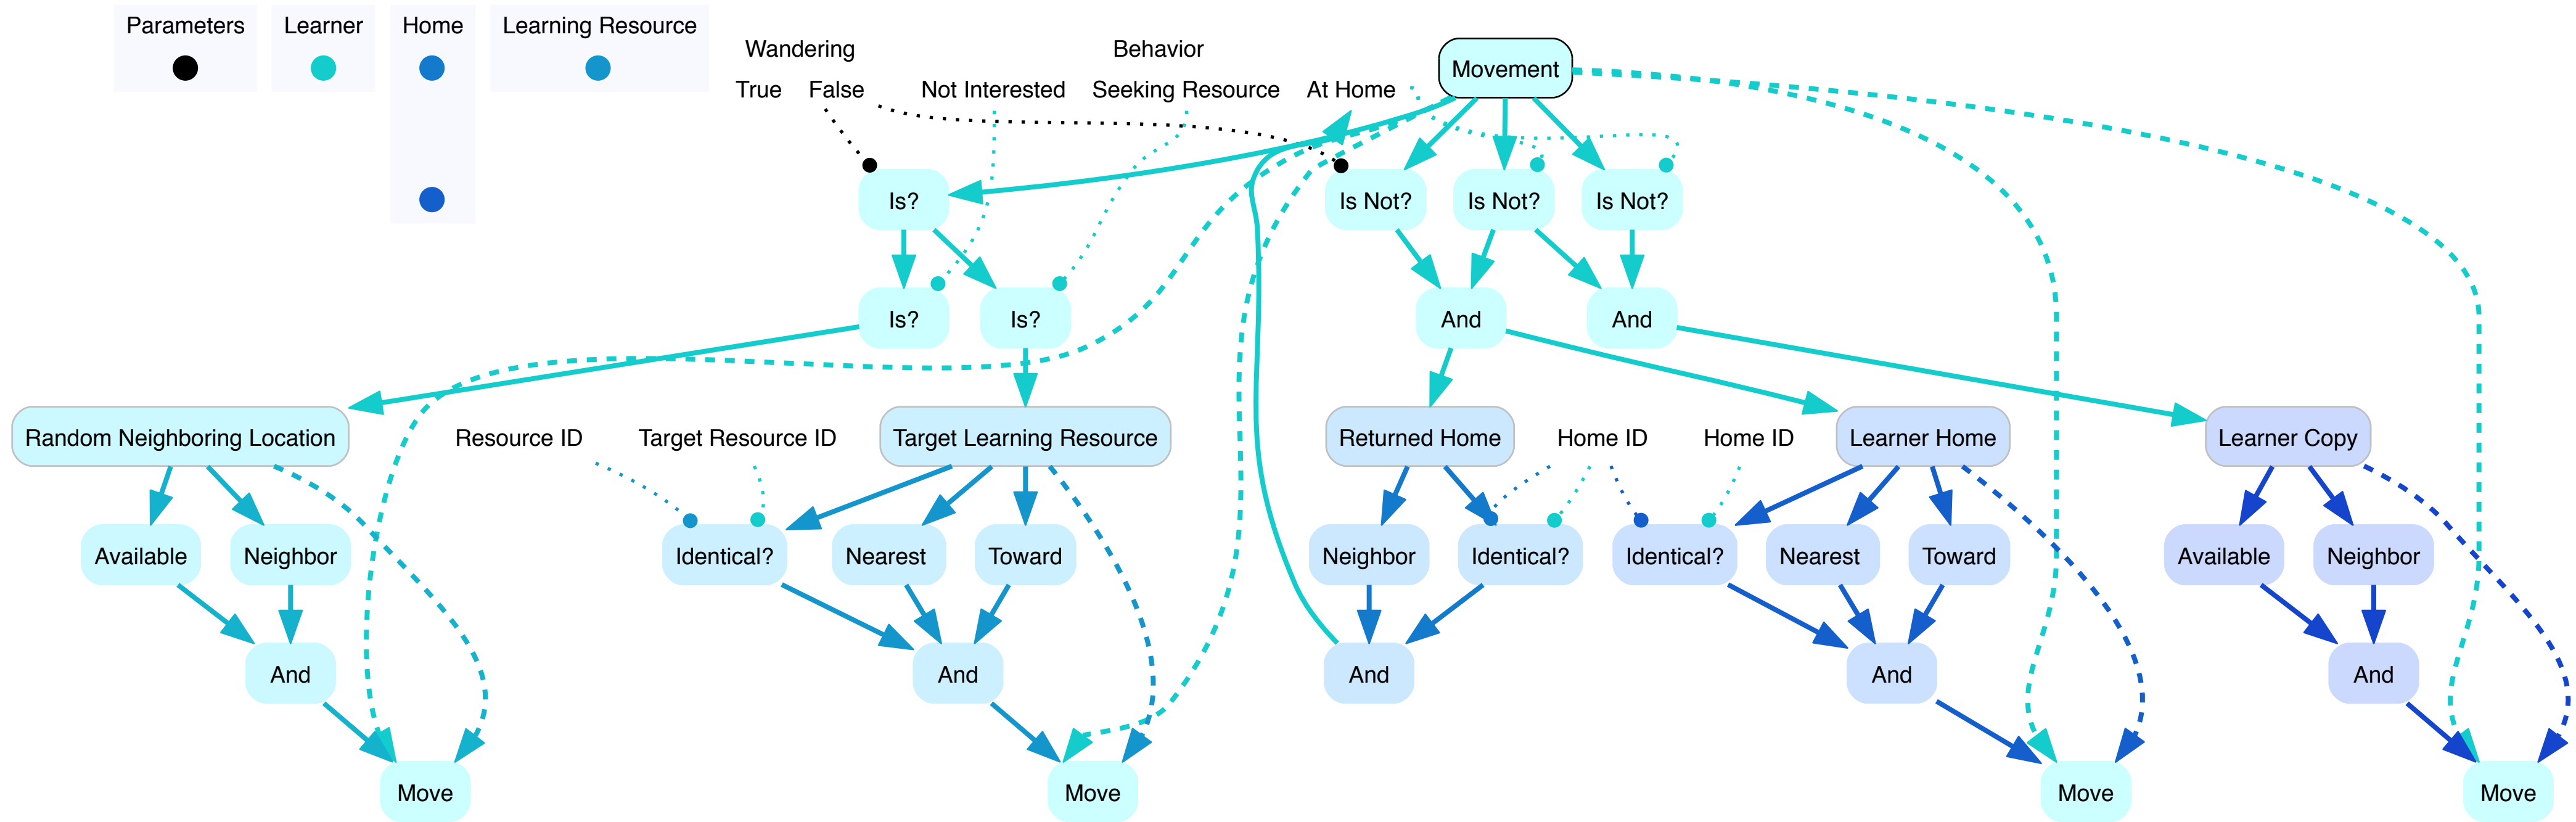 Parameters
Learner
Home
Learning Resource
Wandering
Behavior
Movement
True
False
Not Interested
Seeking Resource
At Home
Is?
Is Not?
Is Not?
Is Not?
Is?
Is?
And
And
Random Neighboring Location
Resource ID
Target Resource ID
Target Learning Resource
Returned Home
Home ID
Home ID
Learner Home
Learner Copy
Available
Neighbor
Identical?
Nearest
Toward
Neighbor
Identical?
Identical?
Nearest
Toward
Available
Neighbor
And
And
And
And
And
Move
Move
Move
Move